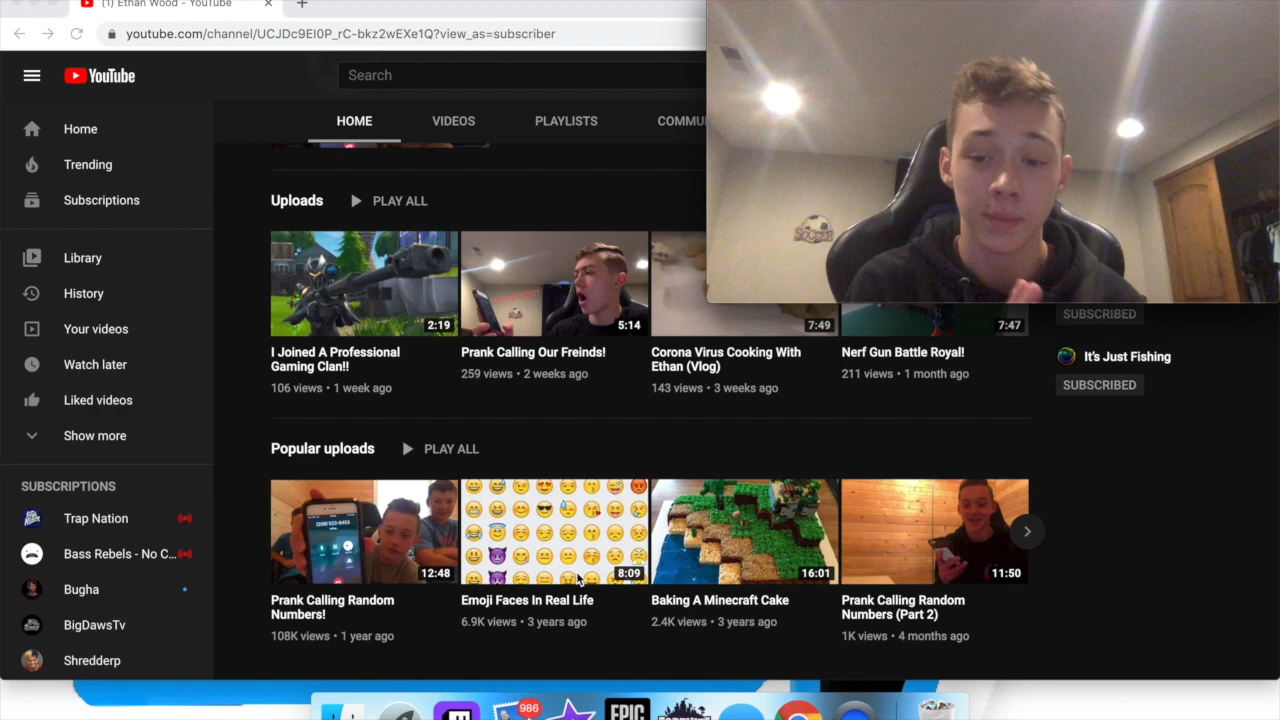 (1) Ethan Wood - YouTube
youtube.com/channel/UCJDc9EI0P_rC-bkz2wEXe1Q?view_as=subscriber
YouTube
Search
Home
Trending
Subscriptions
Library
History
Your videos
Watch later
Liked videos
Show more
SUBSCRIPTIONS
Trap Nation
Bass Rebels - No C...
Bugha
BigDawsTv
Shredderp
HOME VIDEOS PLAYLISTS COMMU
Uploads PLAY ALL
2:19 5:14 7:49 7:47
I Joined A Professional
Gaming Clan!!
106 views • 1 week ago
Prank Calling Our Freinds!
259 views • 2 weeks ago
Corona Virus Cooking With
Ethan (Vlog)
143 views • 3 weeks ago
Nerf Gun Battle Royal!
211 views • 1 month ago
SUBSCRIBED
It's Just Fishing
SUBSCRIBED
Popular uploads PLAY ALL
12:48 8:09 16:01 11:50
Prank Calling Random
Numbers!
108K views • 1 year ago
Emoji Faces In Real Life
6.9K views • 3 years ago
Baking A Minecraft Cake
2.4K views • 3 years ago
Prank Calling Random
Numbers (Part 2)
1K views • 4 months ago
986
EPIC